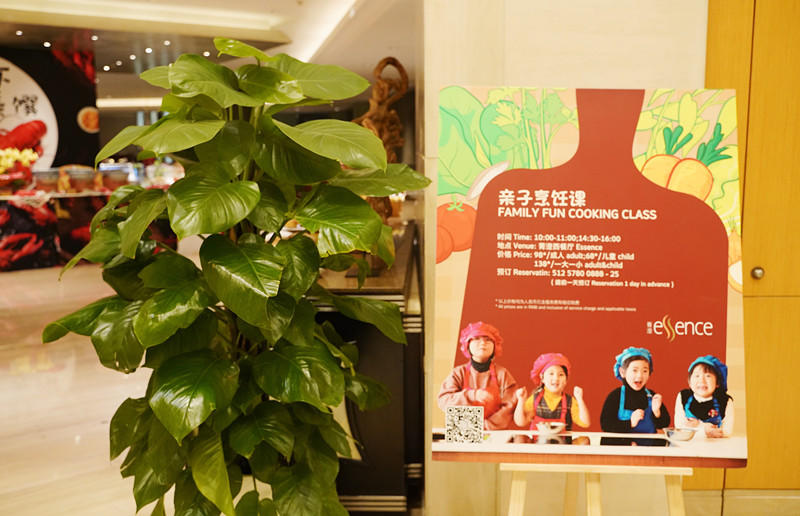 亲子烹饪课
FAMILY FUN COOKING CLASS
时间 Time: 10:00-11:00;14:30-16:00
地点 Venue: 菁澄西餐厅 Essence
价格 Price: 98*/成人 adult;68*/儿童 child
138*/一大一小 adult&child
预订 Reservatin: 512 5780 0888 - 25
(请前一天预订 Reservation 1 day in advance)
* All prices are in RMB and inclusive of service charge and applicable taxes
essence